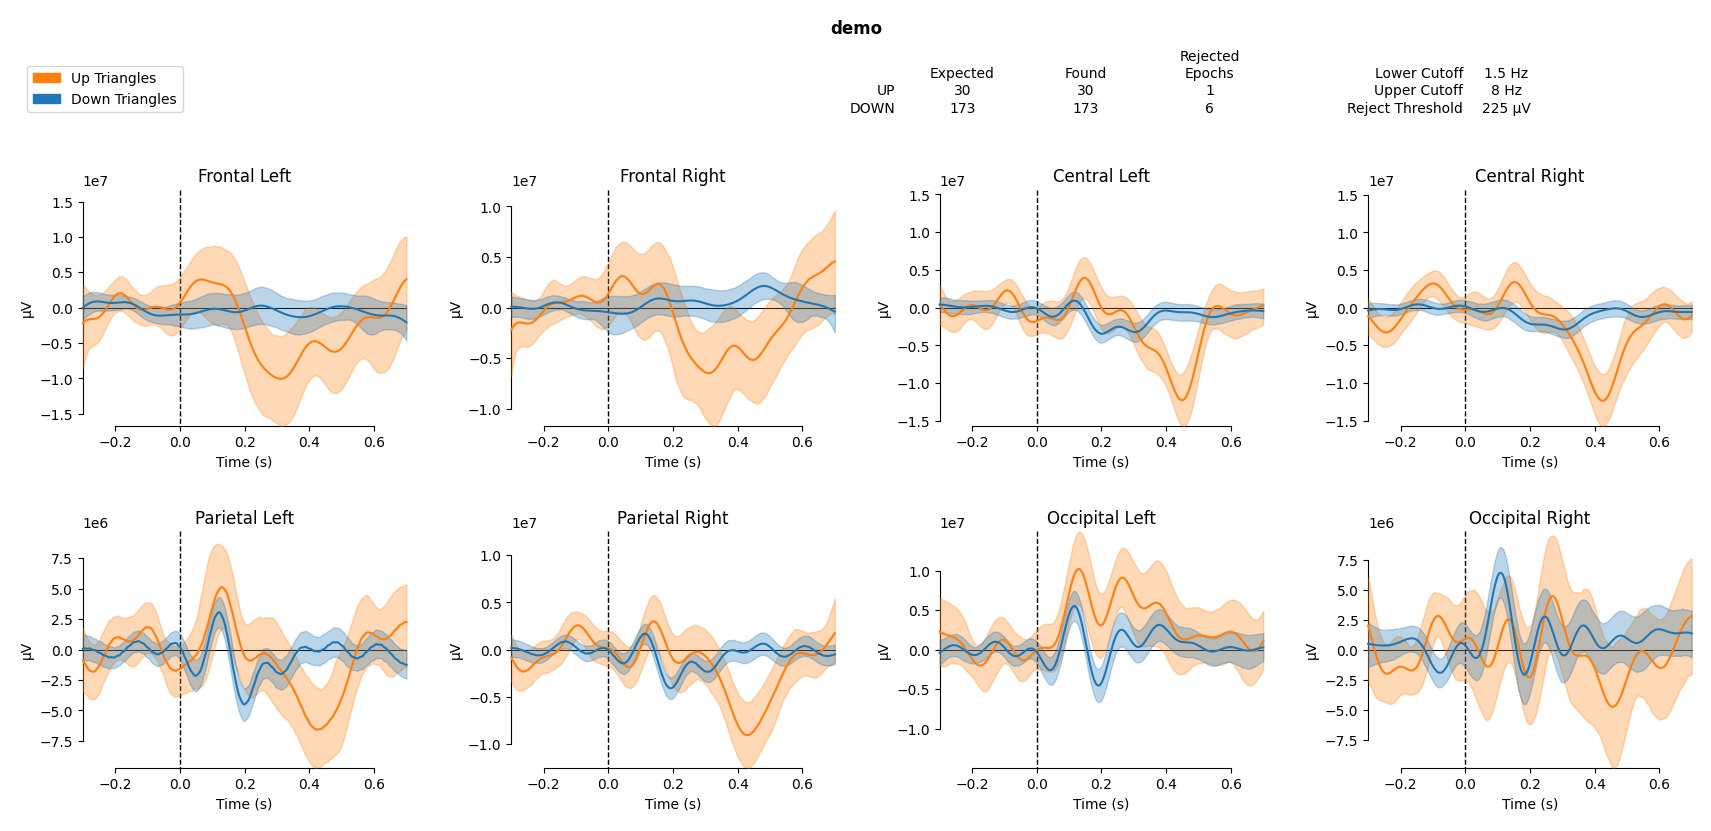 demo
Up Triangles
Down Triangles
Expected Found Rejected Epochs
UP 30 30 1
DOWN 173 173 6
Lower Cutoff 1.5 Hz
Upper Cutoff 8 Hz
Reject Threshold 225 µV
Frontal Left
1e7
1.5
1.0
0.5
0.0
−0.5
−1.0
−1.5
µV
−0.2 0.0 0.2 0.4 0.6
Time (s)
Frontal Right
1e7
1.0
0.5
0.0
−0.5
−1.0
µV
−0.2 0.0 0.2 0.4 0.6
Time (s)
Central Left
1e7
1.5
1.0
0.5
0.0
−0.5
−1.0
−1.5
µV
−0.2 0.0 0.2 0.4 0.6
Time (s)
Central Right
1e7
1.5
1.0
0.5
0.0
−0.5
−1.0
−1.5
µV
−0.2 0.0 0.2 0.4 0.6
Time (s)
Parietal Left
1e6
7.5
5.0
2.5
0.0
−2.5
−5.0
−7.5
µV
−0.2 0.0 0.2 0.4 0.6
Time (s)
Parietal Right
1e7
1.0
0.5
0.0
−0.5
−1.0
µV
−0.2 0.0 0.2 0.4 0.6
Time (s)
Occipital Left
1e7
1.0
0.5
0.0
−0.5
−1.0
µV
−0.2 0.0 0.2 0.4 0.6
Time (s)
Occipital Right
1e6
7.5
5.0
2.5
0.0
−2.5
−5.0
−7.5
µV
−0.2 0.0 0.2 0.4 0.6
Time (s)